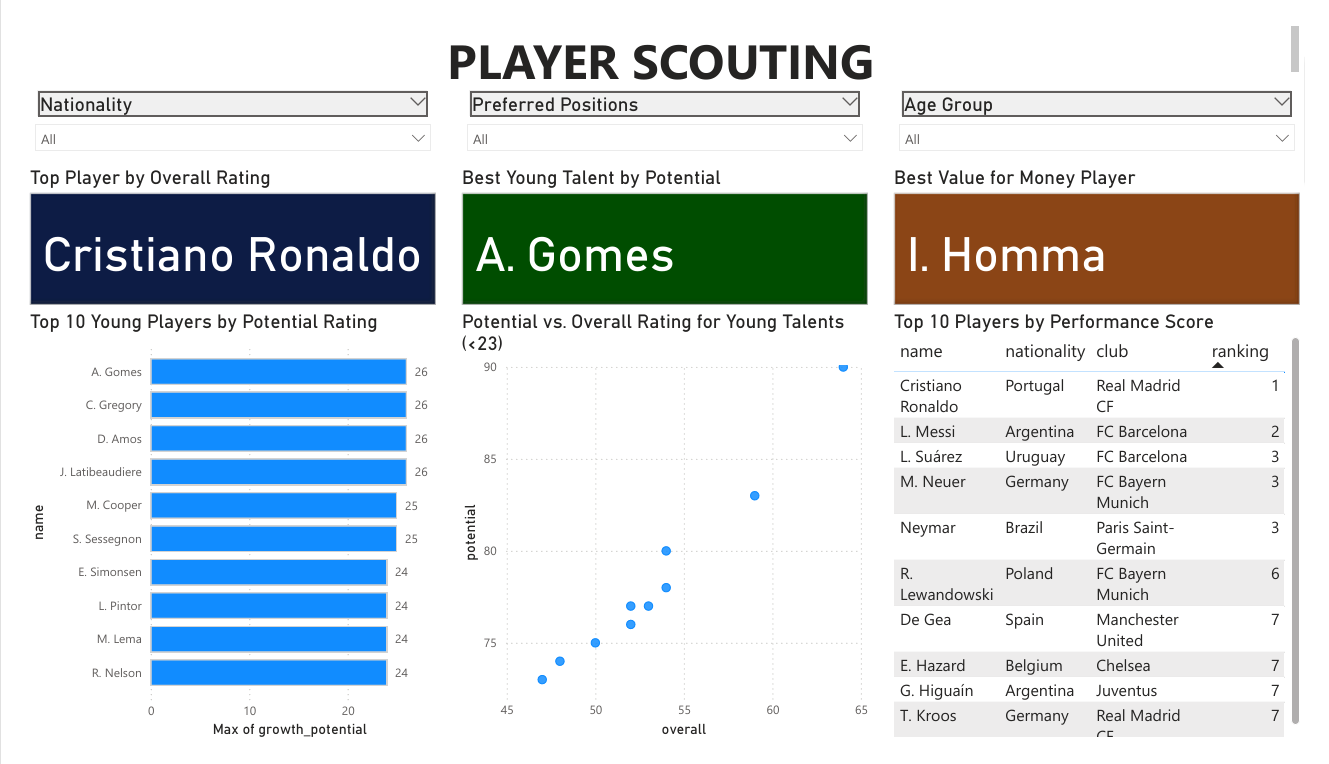 PLAYER SCOUTING
Nationality
Preferred Positions
Age Group
All
All
All
Top Player by Overall Rating
Cristiano Ronaldo
Best Young Talent by Potential
A. Gomes
Best Value for Money Player
I. Homma
Top 10 Young Players by Potential Rating
name
A. Gomes 26
C. Gregory 26
D. Amos 26
J. Latibeaudiere 26
M. Cooper 25
S. Sessegnon 25
E. Simonsen 24
L. Pintor 24
M. Lema 24
R. Nelson 24
0 10 20
Max of growth_potential
Potential vs. Overall Rating for Young Talents
(<23)
potential
90
85
80
75
45 50 55 60 65
overall
Top 10 Players by Performance Score
name nationality club ranking
Cristiano Portugal Real Madrid 1
Ronaldo CF
L. Messi Argentina FC Barcelona 2
L. Suárez Uruguay FC Barcelona 3
M. Neuer Germany FC Bayern 3
Munich
Neymar Brazil Paris Saint- 3
Germain
R. Poland FC Bayern 6
Lewandowski Munich
De Gea Spain Manchester 7
United
E. Hazard Belgium Chelsea 7
G. Higuaín Argentina Juventus 7
T. Kroos Germany Real Madrid 7
CF